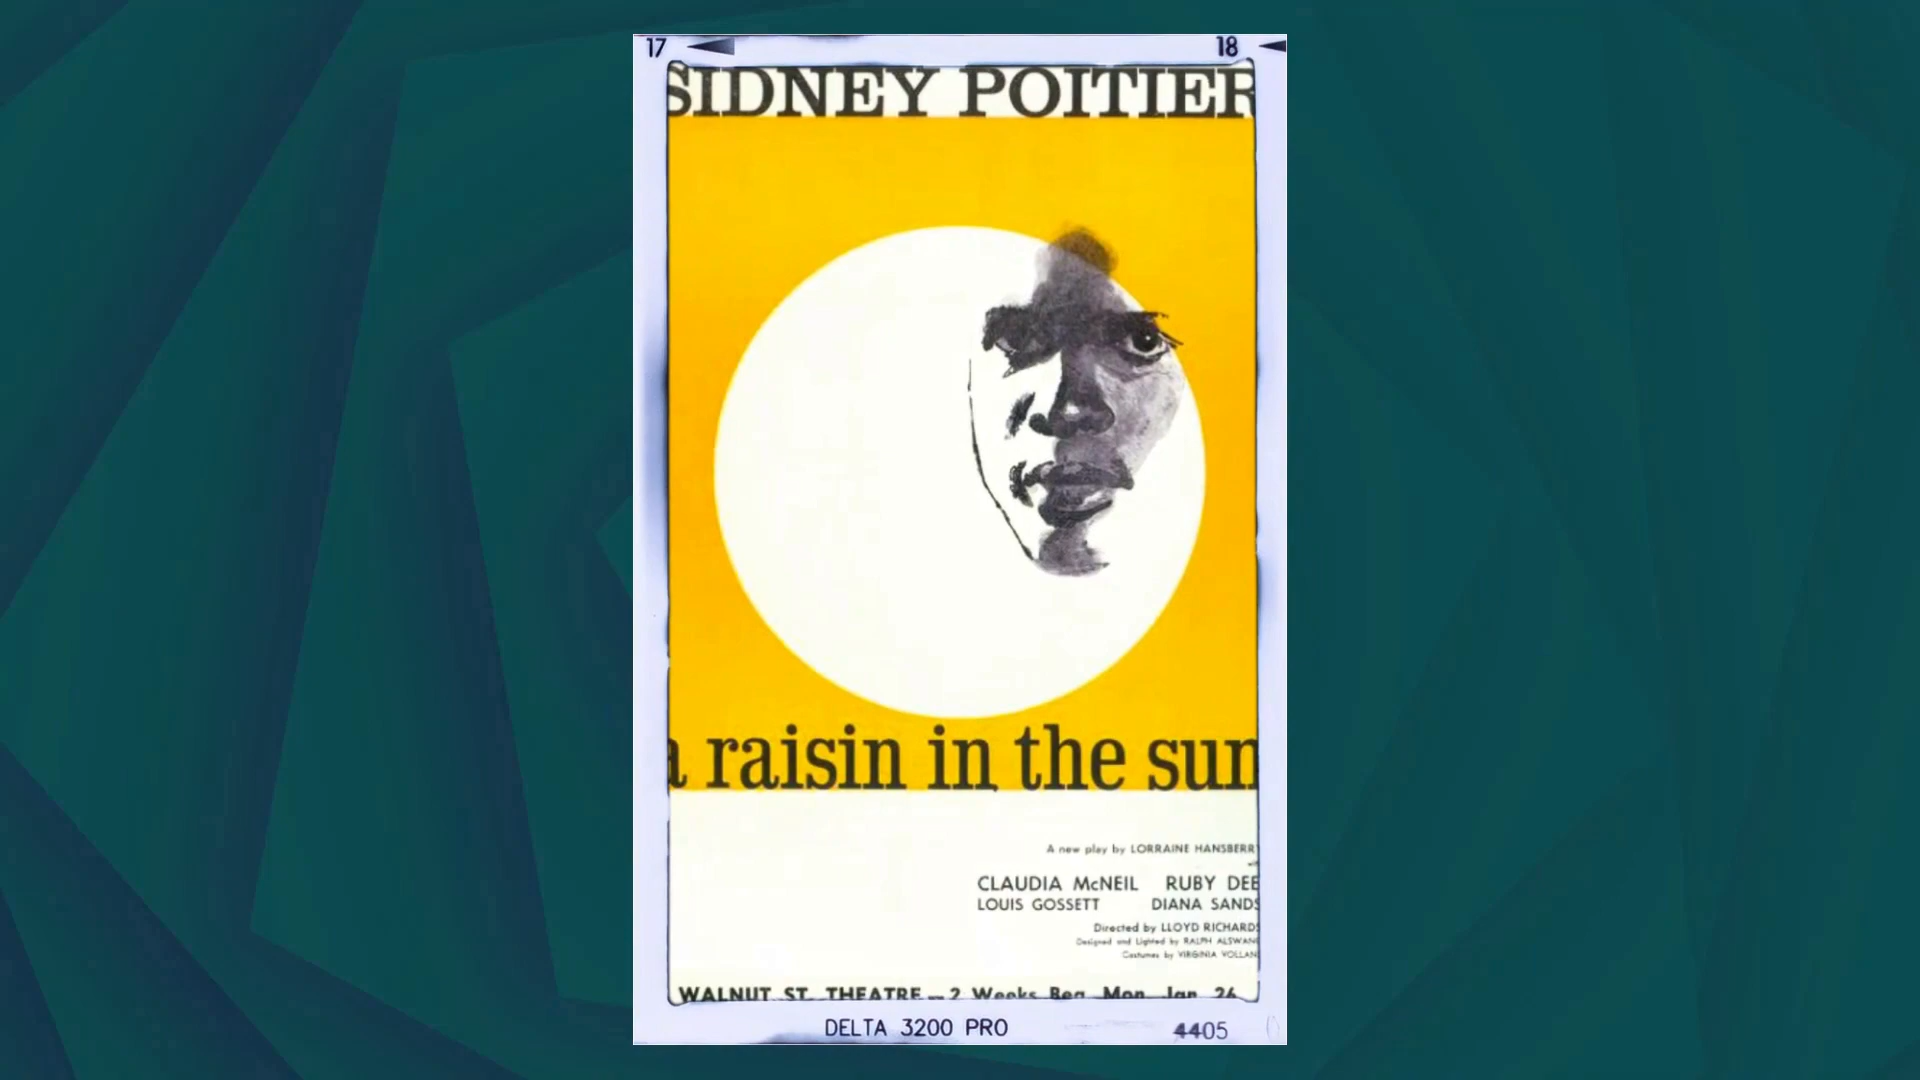 17 18
SIDNEY POITIER
a raisin in the sun
A new play by LORRAINE HANSBERRY
with
CLAUDIA McNEIL RUBY DEE
LOUIS GOSSETT DIANA SANDS
Directed by LLOYD RICHARDS
Designed and Lighted by RALPH ALSWANG
Costumes by VIRGINIA VOLLAND
WALNUT ST. THEATRE - 2 Weeks Beg. Mon. Jan. 26
DELTA 3200 PRO 4405